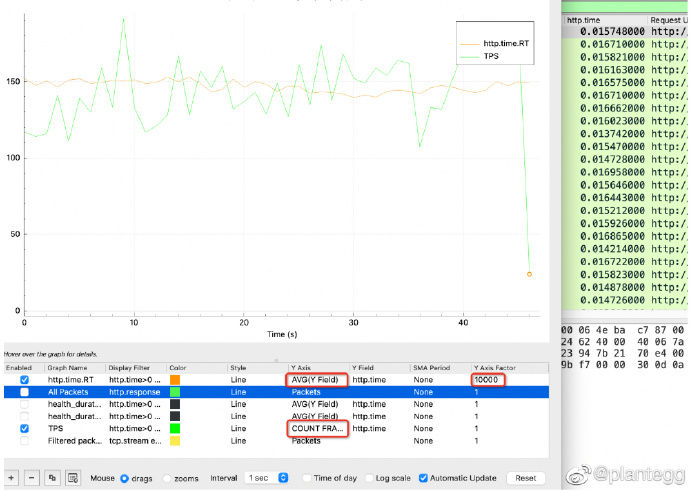 http.time.RT
TPS
150
100
50
0
0 10 20 30 40
Time (s)
Hover over the graph for details.
Enabled Graph Name Display Filter Color Style Y Axis Y Field SMA Period Y Axis Factor
http.time.RT http.time>0 ... Line AVG(Y Field) http.time None 10000
All Packets http.response Line Packets None 1
health_durat... Line AVG(Y Field) http.time None 1
health_durat... Line AVG(Y Field) http.time None 1
TPS http.time>0 ... Line COUNT FRA... http.time None 1
Filtered pack... tcp.stream e... Line Packets None 1
+ − Mouse drags zooms Interval 1 sec Time of day Log scale Automatic Update Reset
http.time Request U
0.015748000 http://
0.016710000 http://
0.015821000 http://
0.016163000 http://
0.016575000 http://
0.016710000 http://
0.016662000 http://
0.016023000 http://
0.013742000 http://
0.015470000 http://
0.014728000 http://
0.016958000 http://
0.015646000 http://
0.016443000 http://
0.015212000 http://
0.015926000 http://
0.016865000 http://
0.014214000 http://
0.016722000 http://
0.015823000 http://
0.014878000 http://
0.014726000 http://
00 06 4e ba c7 87 00
24 62 40 00 40 06 7a
23 94 7b 21 70 e4 00
9b f7 00 00 30 0d 0a
@plantegg